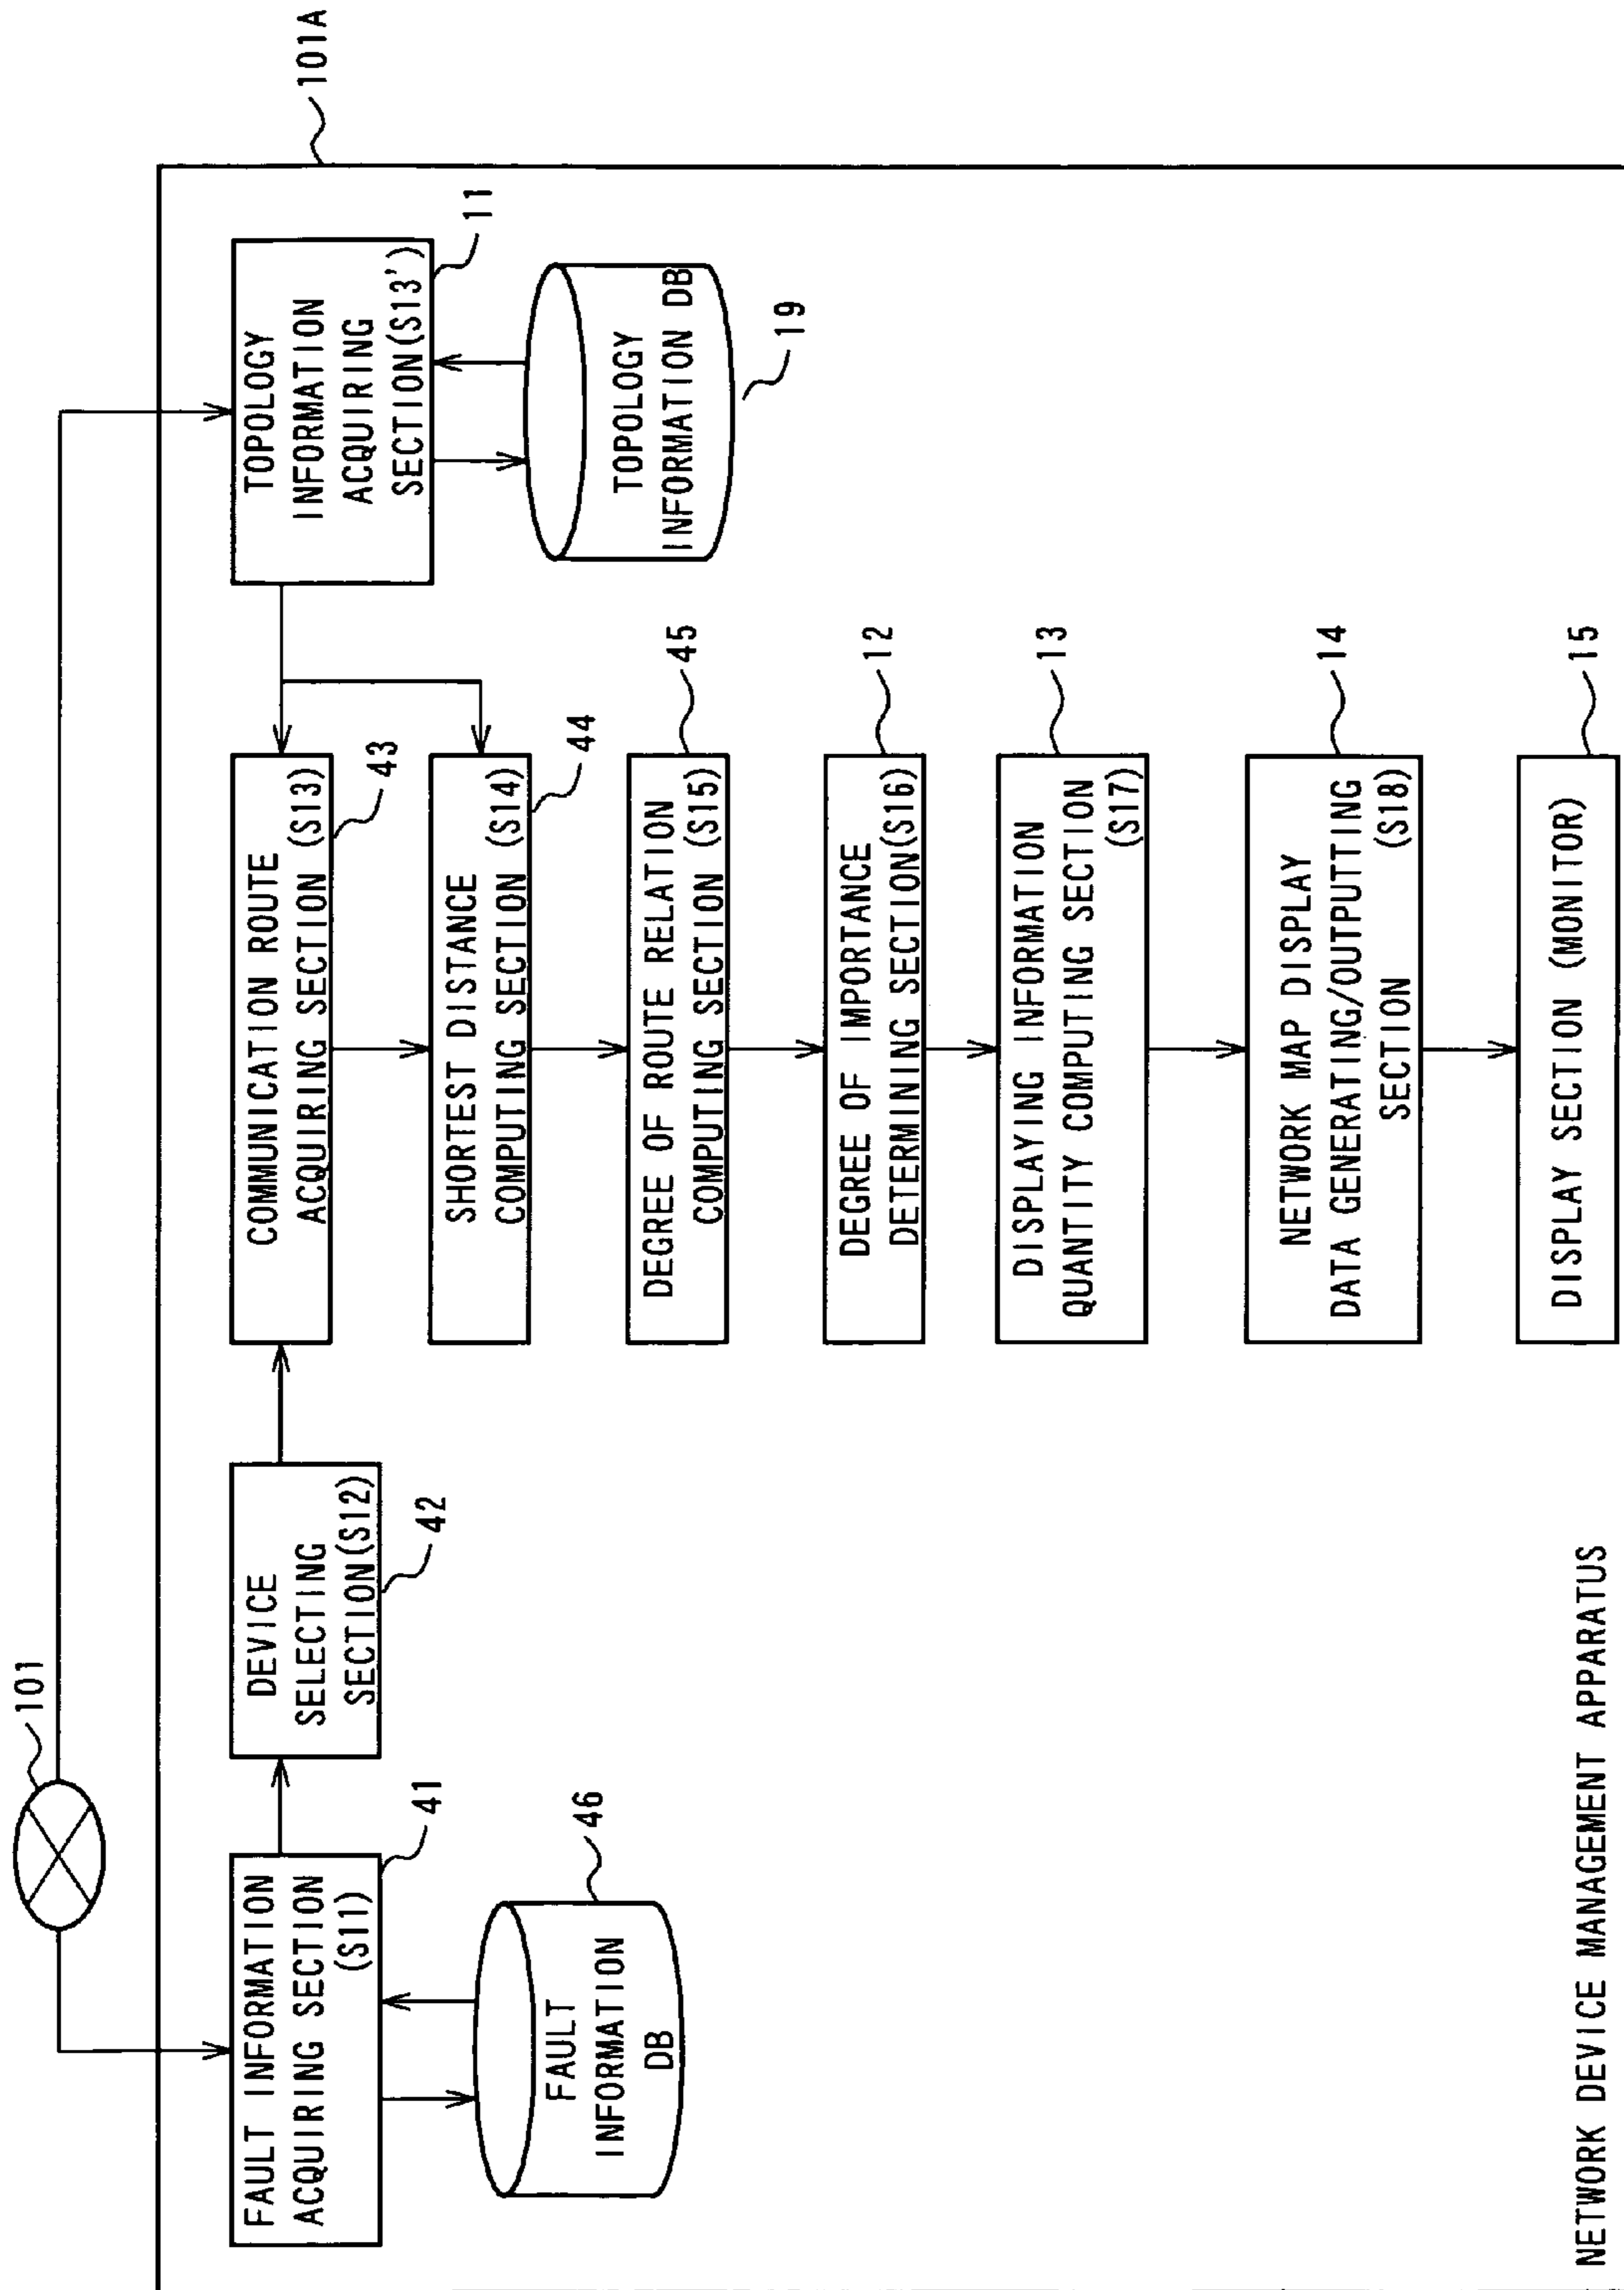 101
101A
FAULT INFORMATION
ACQUIRING SECTION
(S11)
41
FAULT
INFORMATION
DB
46
DEVICE
SELECTING
SECTION(S12)
42
COMMUNICATION ROUTE
ACQUIRING SECTION (S13)
43
SHORTEST DISTANCE
COMPUTING SECTION (S14)
44
DEGREE OF ROUTE RELATION
COMPUTING SECTION (S15)
45
DEGREE OF IMPORTANCE
DETERMINING SECTION(S16)
12
DISPLAYING INFORMATION
QUANTITY COMPUTING SECTION
(S17)
13
NETWORK MAP DISPLAY
DATA GENERATING/OUTPUTTING
SECTION (S18)
14
DISPLAY SECTION (MONITOR)
15
TOPOLOGY
INFORMATION
ACQUIRING
SECTION(S13')
11
TOPOLOGY
INFORMATION DB
19
NETWORK DEVICE MANAGEMENT APPARATUS